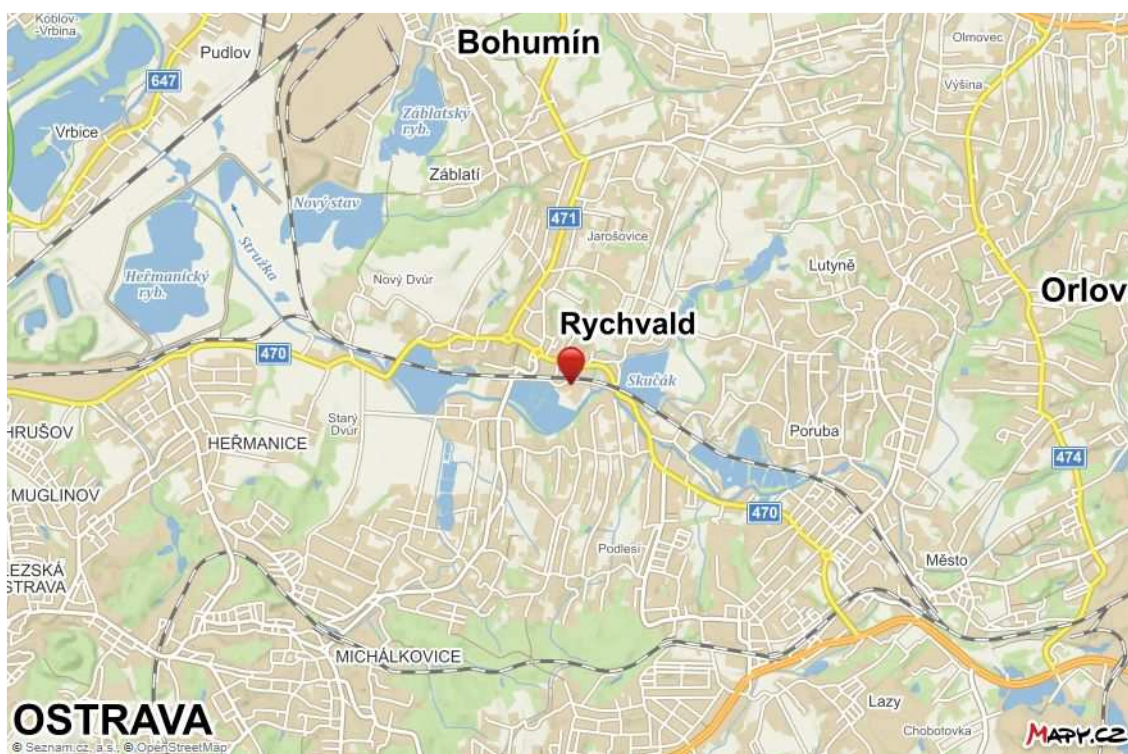 Koblov-
-Vrbina
Pudlov
Bohumín
Olmovec
647
Výšina
Vrbice
Záblatský
ryb.
Záblatí
Nový stav
471
Stružka
Jarošovice
Heřmanický
ryb.
Nový Dvůr
Lutyně
Orlov
Rychvald
470
Skučák
Starý
Dvůr
HRUŠOV
HEŘMANICE
Poruba
474
MUGLINOV
470
Podlesí
Město
LEZSKÁ
STRAVA
MICHÁLKOVICE
Lazy
OSTRAVA
Chobotovka
MAPY.CZ
© Seznam.cz, a.s., © OpenStreetMap